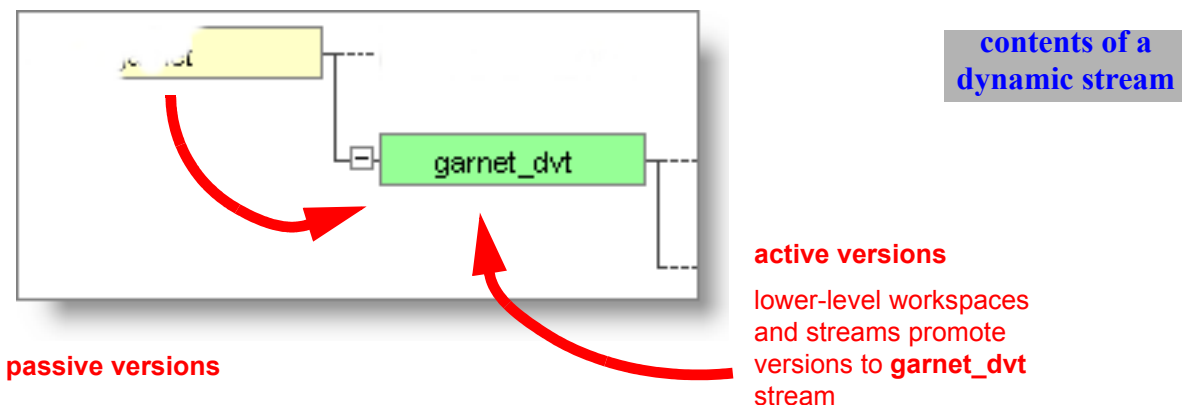 contents of a
dynamic stream
garnet_dvt
active versions
lower-level workspaces
and streams promote
versions to garnet_dvt
stream
passive versions